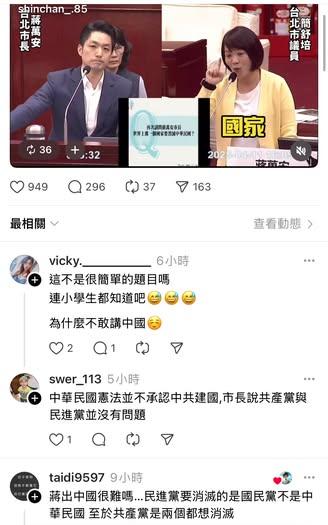 shinchan_.85
台北市長
蔣萬安
台北市議員
簡舒培
國家
36
949
296
37
163
最相關
查看動態
vicky.___________ 6小時
這不是很簡單的題目嗎
連小學生都知道吧😅😅😅
為什麼不敢講中國☺️
2
1
swer_113 5小時
中華民國憲法並不承認中共建國,市長說共產黨與
民進黨並沒有問題
1
taidi9597 9小時
蔣出中國很難嗎...民進黨要消滅的是國民黨不是中
華民國 至於共產黨是兩個都想消滅